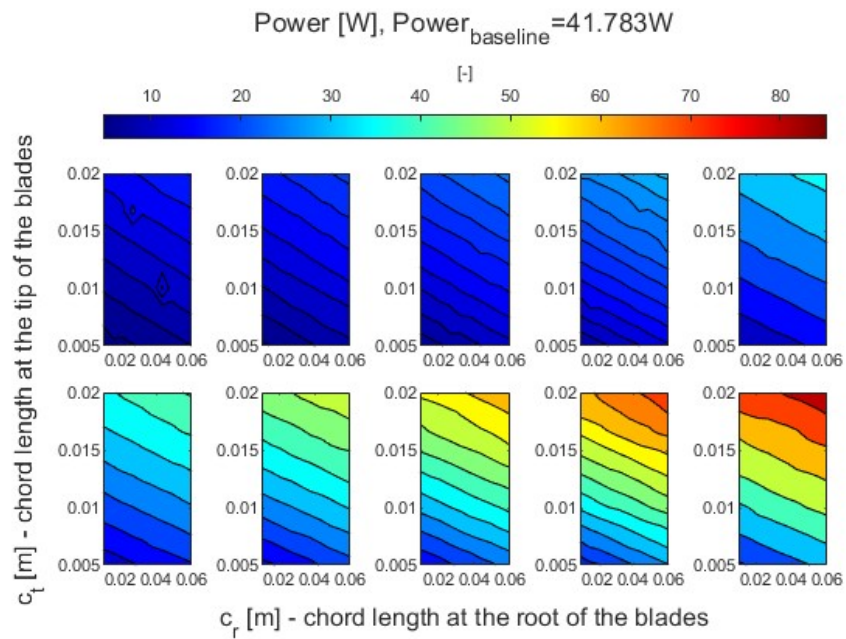 Power [W], Power_baseline=41.783W
[-]
10 20 30 40 50 60 70 80
c_t [m] - chord length at the tip of the blades
0.02 0.02 0.02 0.02 0.02
0.015 0.015 0.015 0.015 0.015
0.01 0.01 0.01 0.01 0.01
0.005 0.005 0.005 0.005 0.005
0.02 0.04 0.06 0.02 0.04 0.06 0.02 0.04 0.06 0.02 0.04 0.06 0.02 0.04 0.06
0.02 0.02 0.02 0.02 0.02
0.015 0.015 0.015 0.015 0.015
0.01 0.01 0.01 0.01 0.01
0.005 0.005 0.005 0.005 0.005
0.02 0.04 0.06 0.02 0.04 0.06 0.02 0.04 0.06 0.02 0.04 0.06 0.02 0.04 0.06
c_r [m] - chord length at the root of the blades